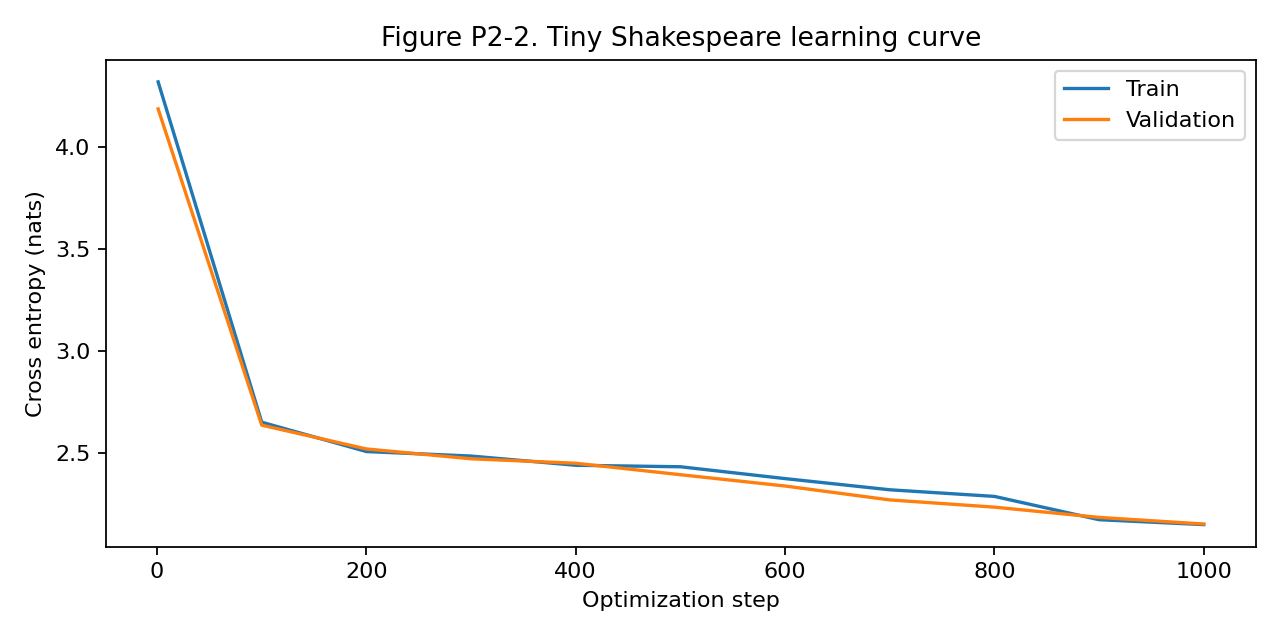 Figure P2-2. Tiny Shakespeare learning curve
Train
Validation
Cross entropy (nats)
4.0
3.5
3.0
2.5
0 200 400 600 800 1000
Optimization step